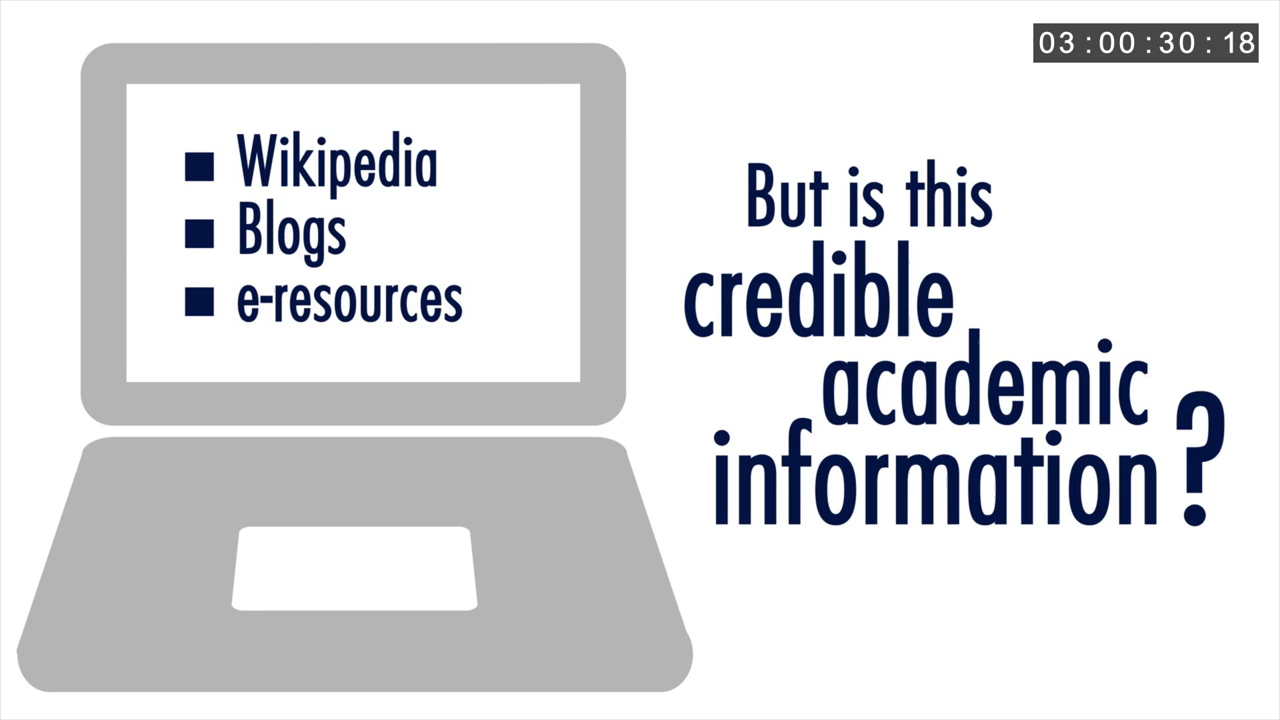 03:00:30:18
■ Wikipedia
■ Blogs
■ e-resources
But is this
credible
academic
information?